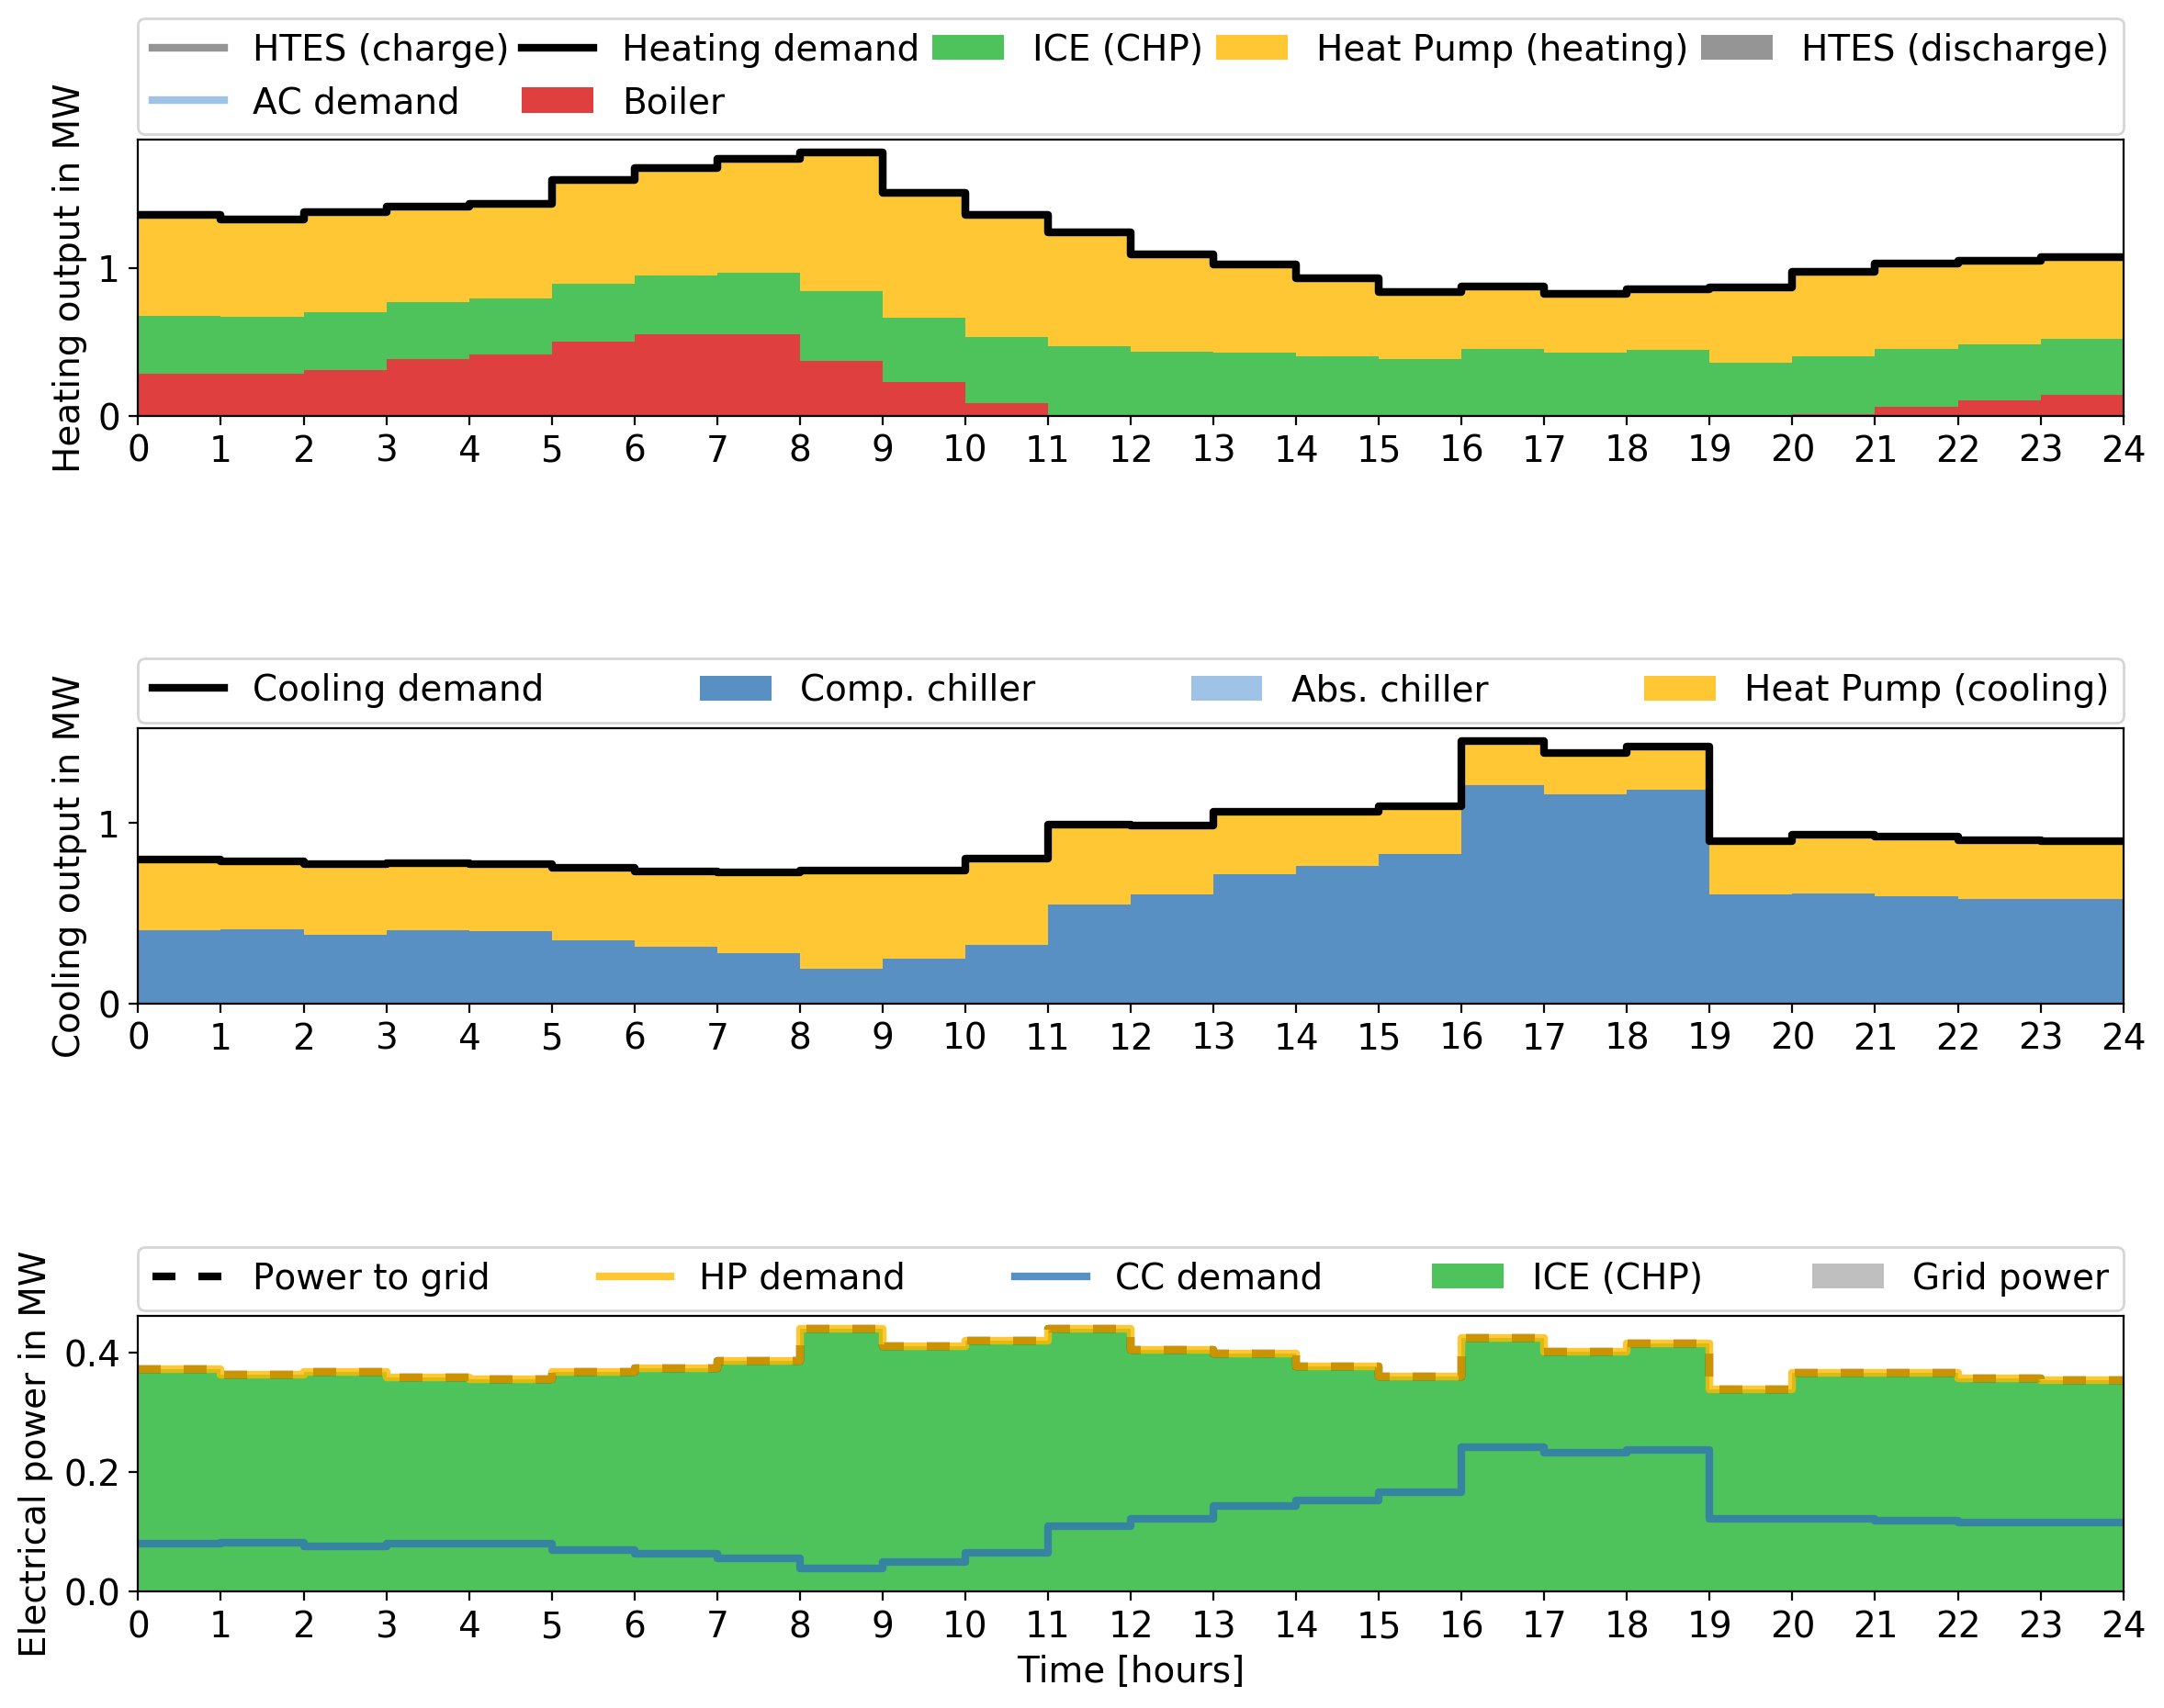 HTES (charge) Heating demand ICE (CHP) Heat Pump (heating) HTES (discharge)
AC demand Boiler
Heating output in MW
1
0
0 1 2 3 4 5 6 7 8 9 10 11 12 13 14 15 16 17 18 19 20 21 22 23 24
Cooling demand Comp. chiller Abs. chiller Heat Pump (cooling)
Cooling output in MW
1
0
0 1 2 3 4 5 6 7 8 9 10 11 12 13 14 15 16 17 18 19 20 21 22 23 24
Power to grid HP demand CC demand ICE (CHP) Grid power
Electrical power in MW
0.4
0.2
0.0
0 1 2 3 4 5 6 7 8 9 10 11 12 13 14 15 16 17 18 19 20 21 22 23 24
Time [hours]